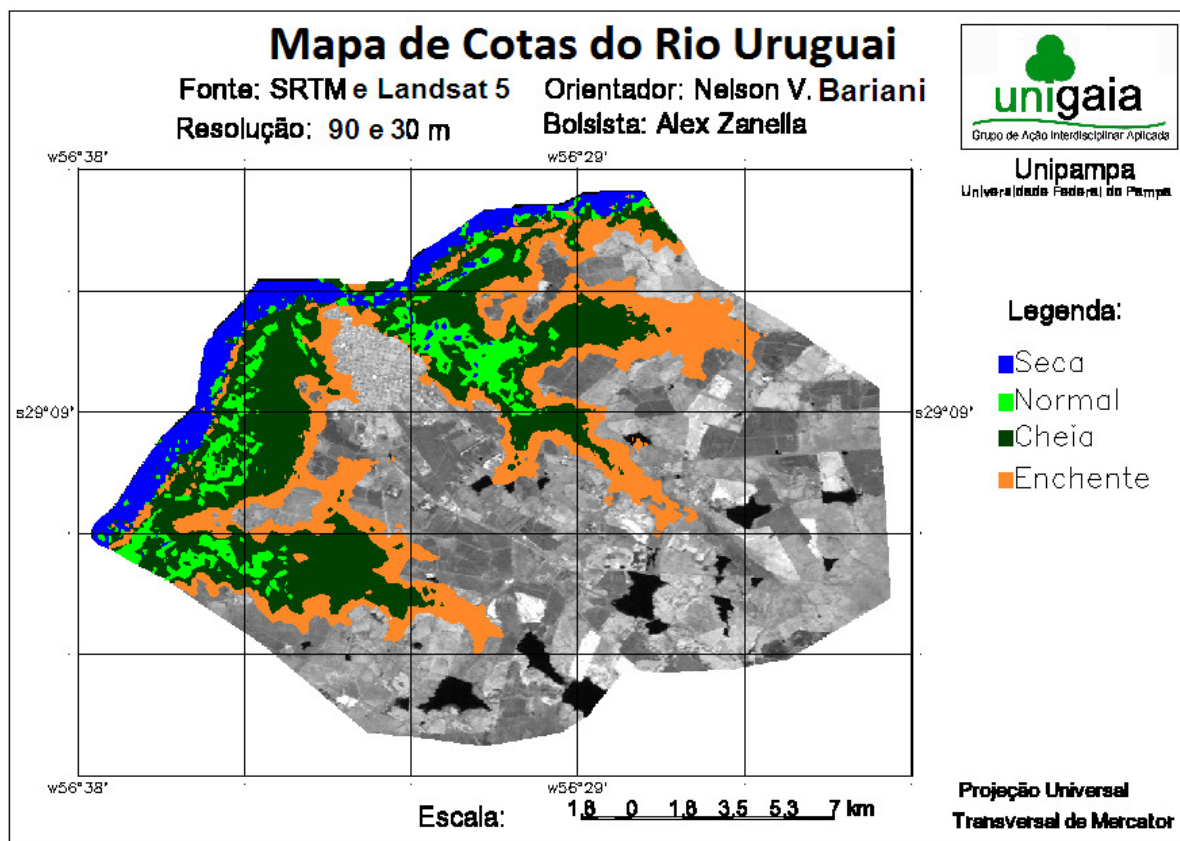 Mapa de Cotas do Rio Uruguai
Fonte: SRTM e Landsat 5
Orientador: Nelson V. Bariani
Resolução: 90 e 30 m
Bolsista: Alex Zanella
unigaia
Grupo de Ação Interdisciplinar Aplicada
Unipampa
Universidade Federal do Pampa
w56°38'
w56°29'
s29°09'
s29°09'
Legenda:
Seca
Normal
Cheia
Enchente
w56°38'
w56°29'
Escala:
1,8 0 1,8 3,5 5,3 7 km
Projeção Universal
Transversal de Mercator